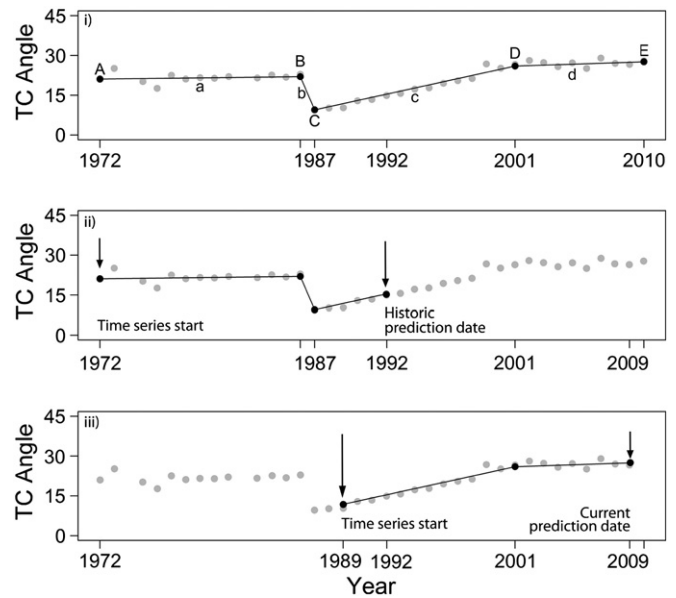 i)
TC Angle
45
30
15
0
A
B
C
D
E
a
b
c
d
1972
1987
1992
2001
2010
ii)
TC Angle
45
30
15
0
Time series start
Historic
prediction date
1972
1987
1992
2001
2009
iii)
TC Angle
45
30
15
0
Time series start
Current
prediction date
1972
1989
1992
2001
2009
Year